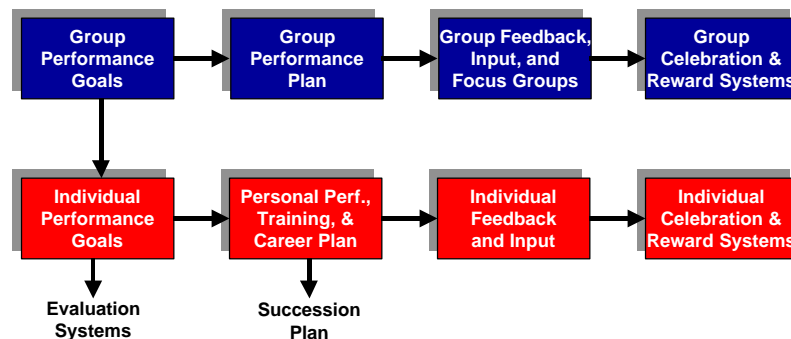 Group
Performance
Goals
Group
Performance
Plan
Group Feedback,
Input, and
Focus Groups
Group
Celebration &
Reward Systems
Individual
Performance
Goals
Personal Perf.,
Training, &
Career Plan
Individual
Feedback
and Input
Individual
Celebration &
Reward Systems
Evaluation
Systems
Succession
Plan